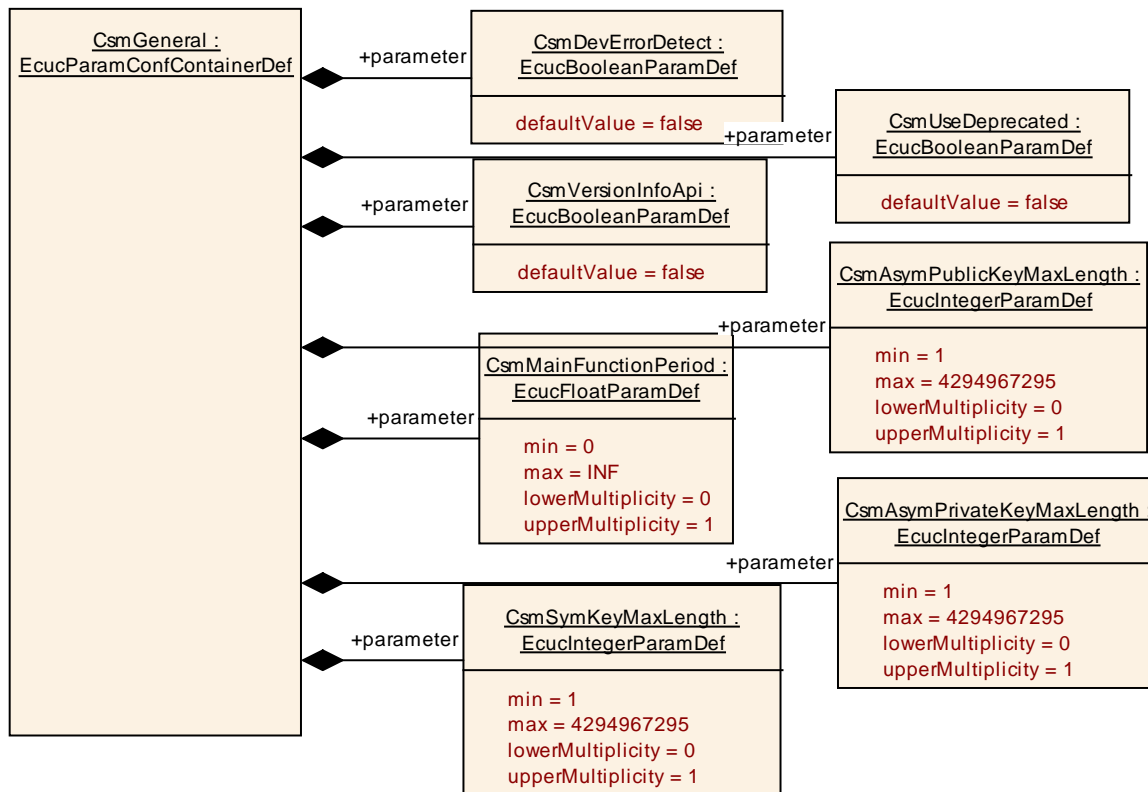 CsmGeneral :
EcucParamConfContainerDef
+parameter
CsmDevErrorDetect :
EcucBooleanParamDef
defaultValue = false
+parameter
CsmUseDeprecated :
EcucBooleanParamDef
defaultValue = false
+parameter
CsmVersionInfoApi :
EcucBooleanParamDef
defaultValue = false
+parameter
CsmAsymPublicKeyMaxLength :
EcucIntegerParamDef
min = 1
max = 4294967295
lowerMultiplicity = 0
upperMultiplicity = 1
+parameter
CsmMainFunctionPeriod :
EcucFloatParamDef
min = 0
max = INF
lowerMultiplicity = 0
upperMultiplicity = 1
+parameter
CsmAsymPrivateKeyMaxLength :
EcucIntegerParamDef
min = 1
max = 4294967295
lowerMultiplicity = 0
upperMultiplicity = 1
+parameter
CsmSymKeyMaxLength :
EcucIntegerParamDef
min = 1
max = 4294967295
lowerMultiplicity = 0
upperMultiplicity = 1